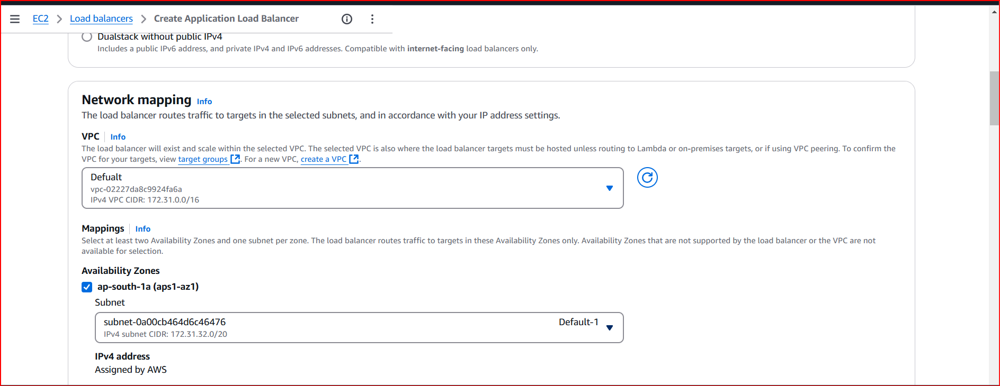 EC2 > Load balancers > Create Application Load Balancer
Dualstack without public IPv4
Includes a public IPv6 address, and private IPv4 and IPv6 addresses. Compatible with internet-facing load balancers only.
Network mapping Info
The load balancer routes traffic to targets in the selected subnets, and in accordance with your IP address settings.
VPC Info
The load balancer will exist and scale within the selected VPC. The selected VPC is also where the load balancer targets must be hosted unless routing to Lambda or on-premises targets, or if using VPC peering. To confirm the
VPC for your targets, view target groups. For a new VPC, create a VPC.
Defualt
vpc-02227da8c9924fa6a
IPv4 VPC CIDR: 172.31.0.0/16
Mappings Info
Select at least two Availability Zones and one subnet per zone. The load balancer routes traffic to targets in these Availability Zones only. Availability Zones that are not supported by the load balancer or the VPC are not
available for selection.
Availability Zones
ap-south-1a (aps1-az1)
Subnet
subnet-0a00cb464d6c46476 Default-1
IPv4 subnet CIDR: 172.31.32.0/20
IPv4 address
Assigned by AWS